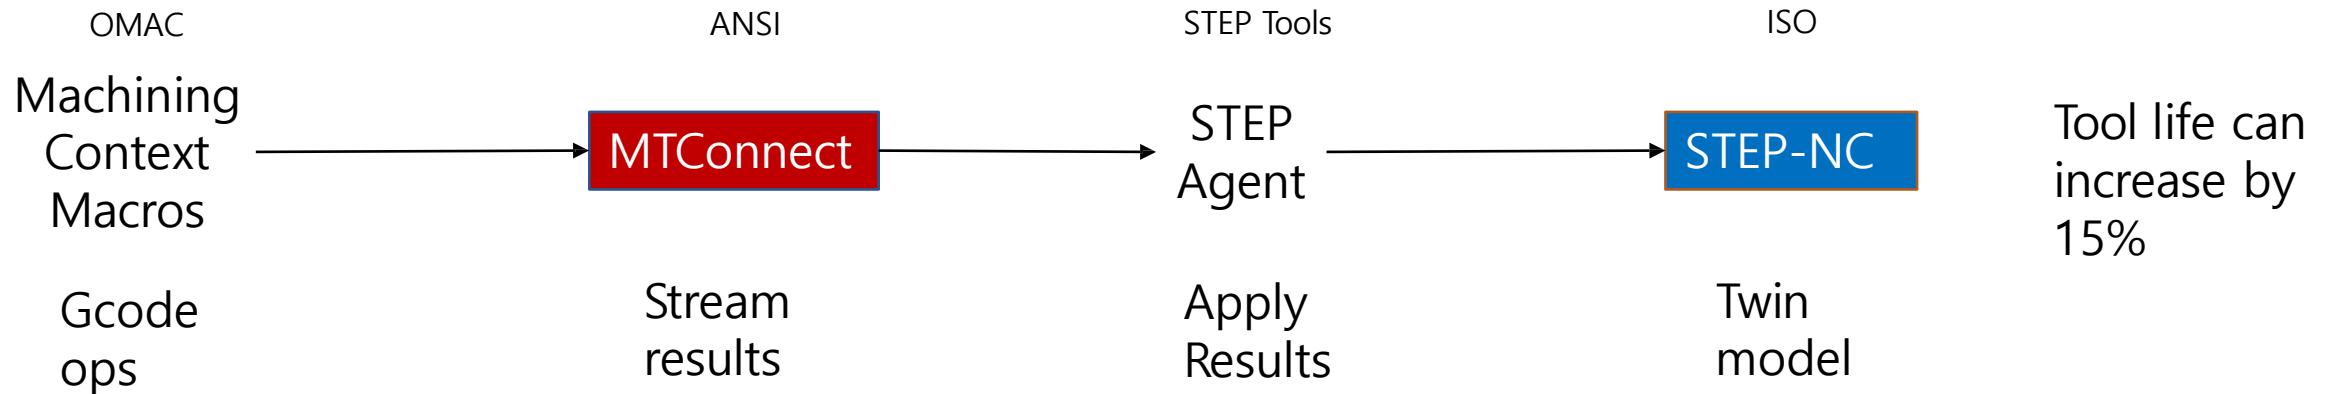 OMAC
ANSI
STEP Tools
ISO
Machining
Context
Macros
MTConnect
STEP
Agent
STEP-NC
Tool life can
increase by
15%
Gcode
ops
Stream
results
Apply
Results
Twin
model